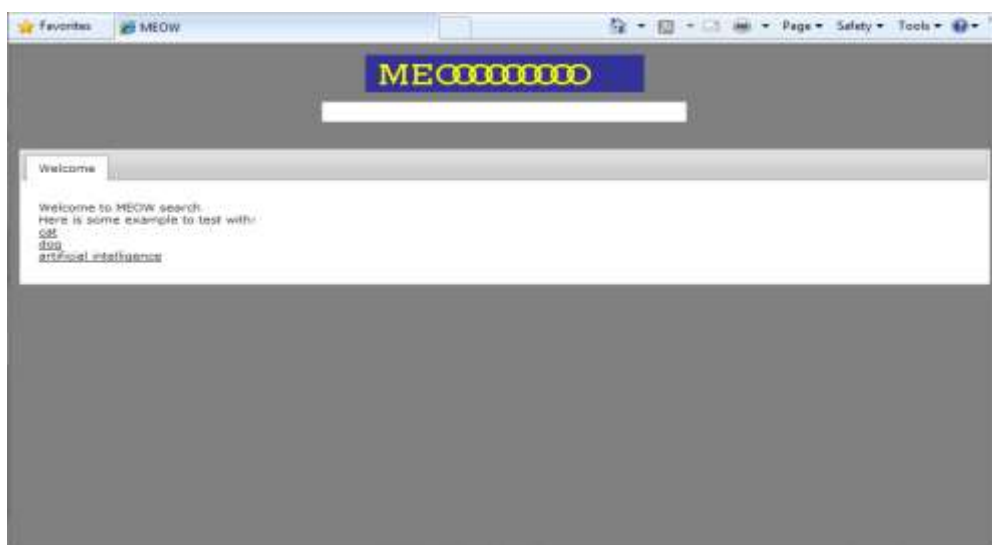 Favorites MEOW Page Safety Tools
MEOOOOOOOOO
Welcome
Welcome to MEOW search.
Here is some example to test with:
cat
dog
artificial intelligence